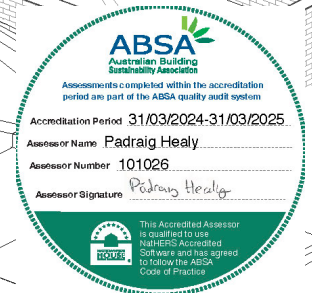 ABSA
Australian Building
Sustainability Association
Assessments completed within the accreditation
period are part of the ABSA quality audit system
Accreditation Period 31/03/2024-31/03/2025
Assessor Name Padraig Healy
Assessor Number 101026
Assessor Signature Padraig Healy
This Accredited Assessor
is qualified to use
NatHERS Accredited
Software and has agreed
to follow the ABSA
Code of Practice
HOUSE